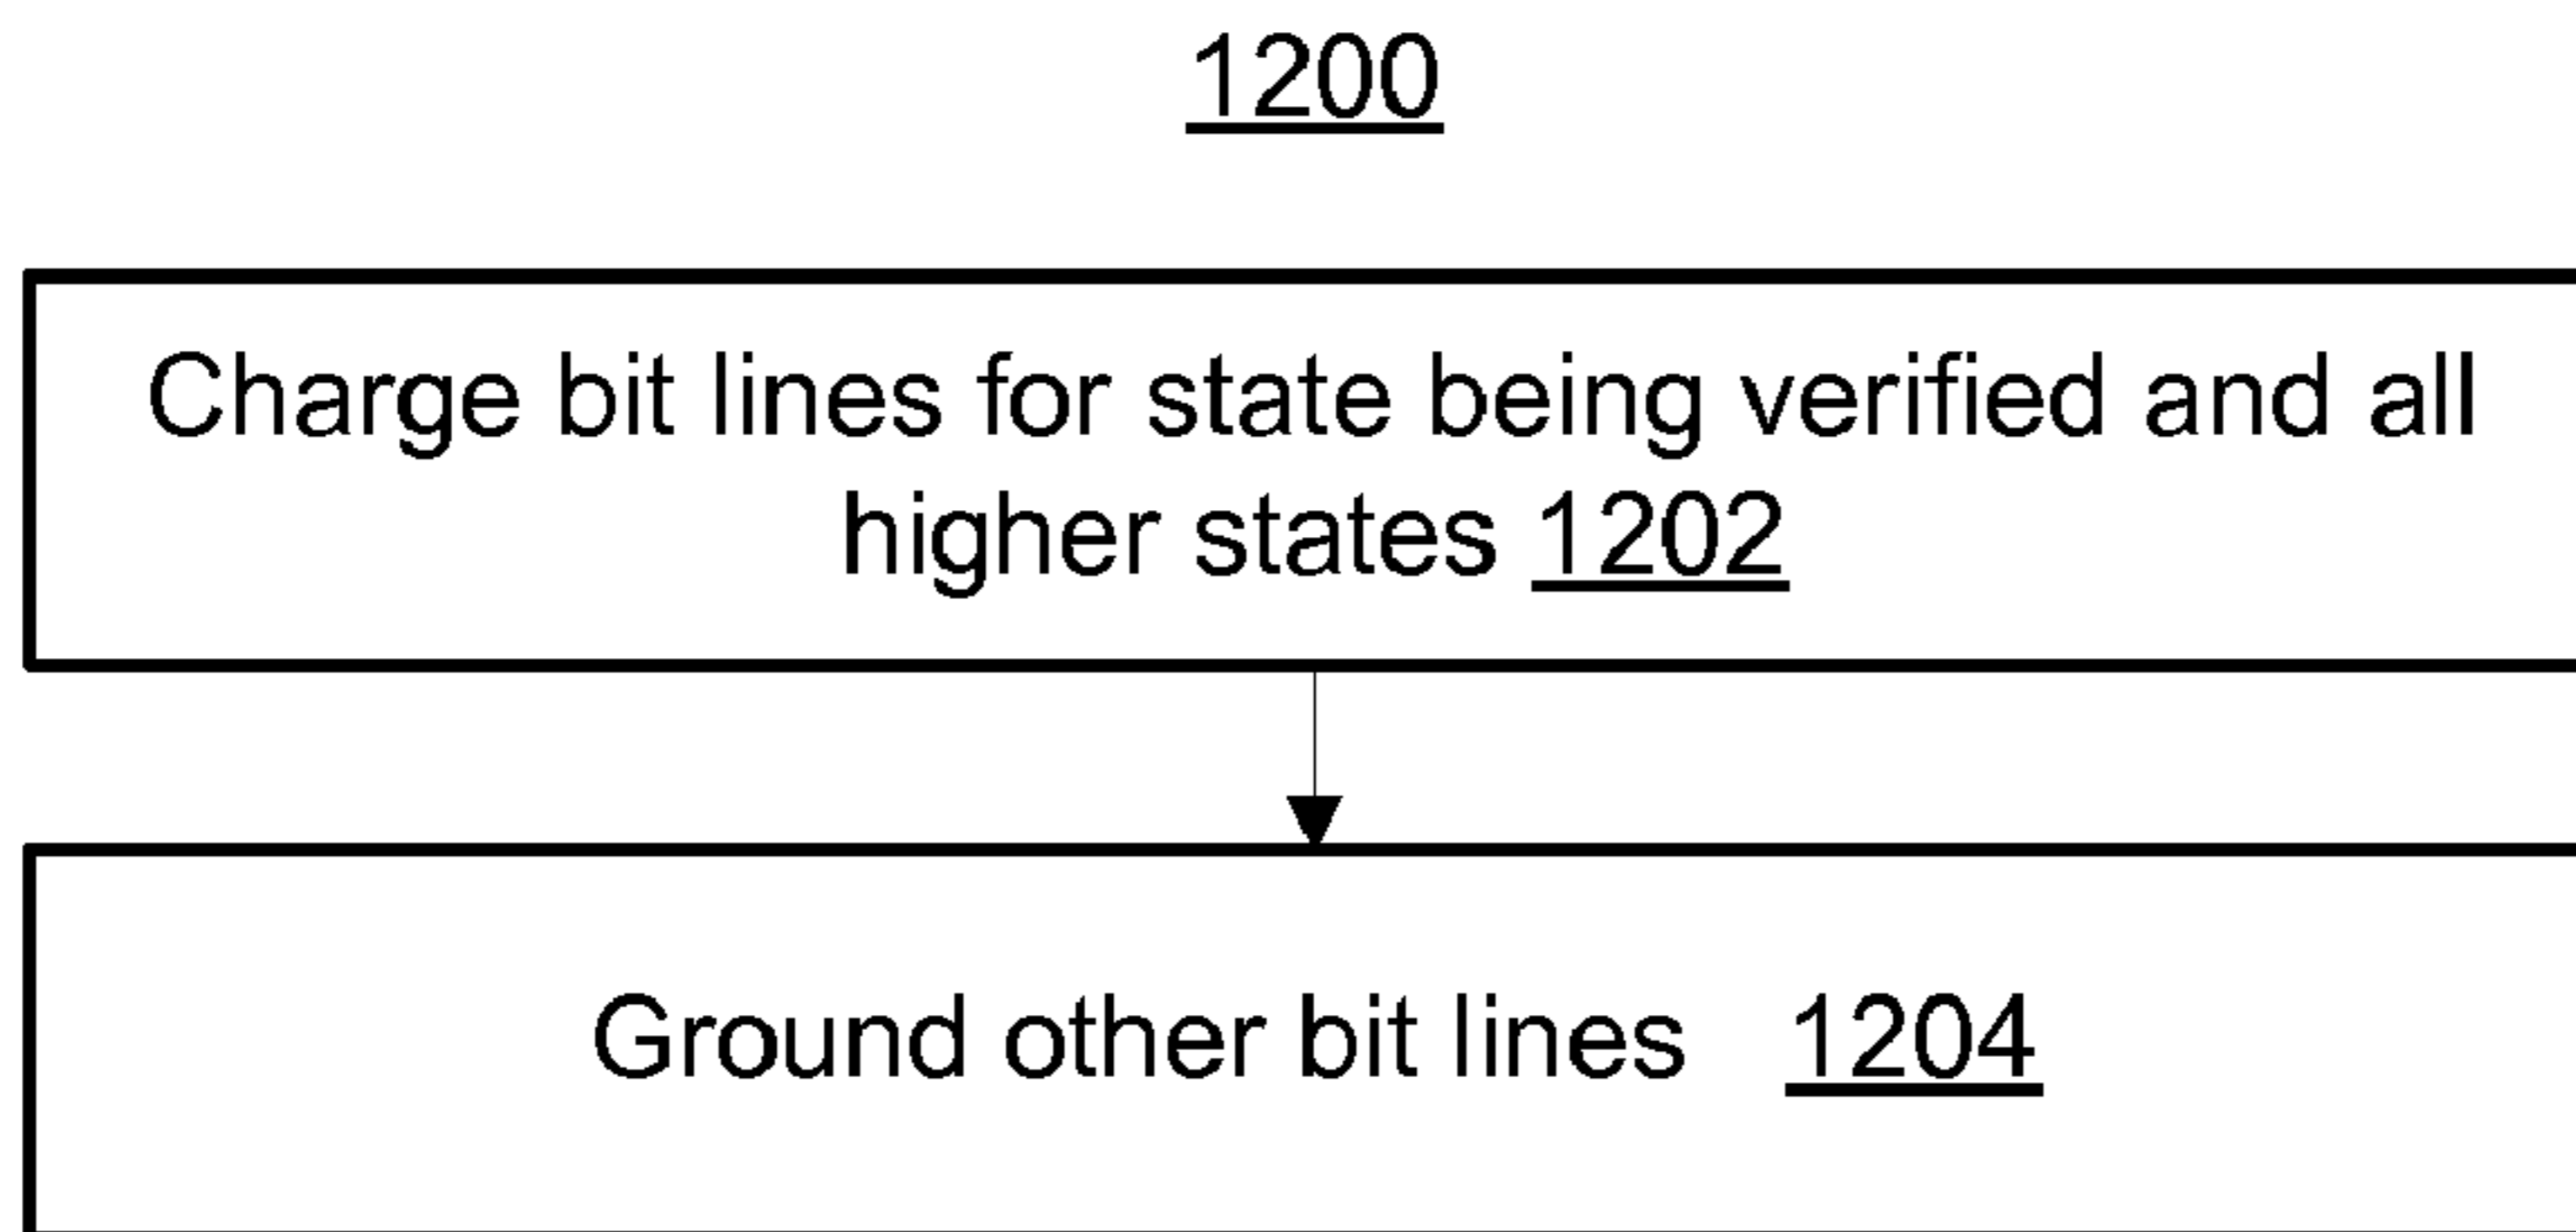 1200
Charge bit lines for state being verified and all
higher states 1202
Ground other bit lines 1204